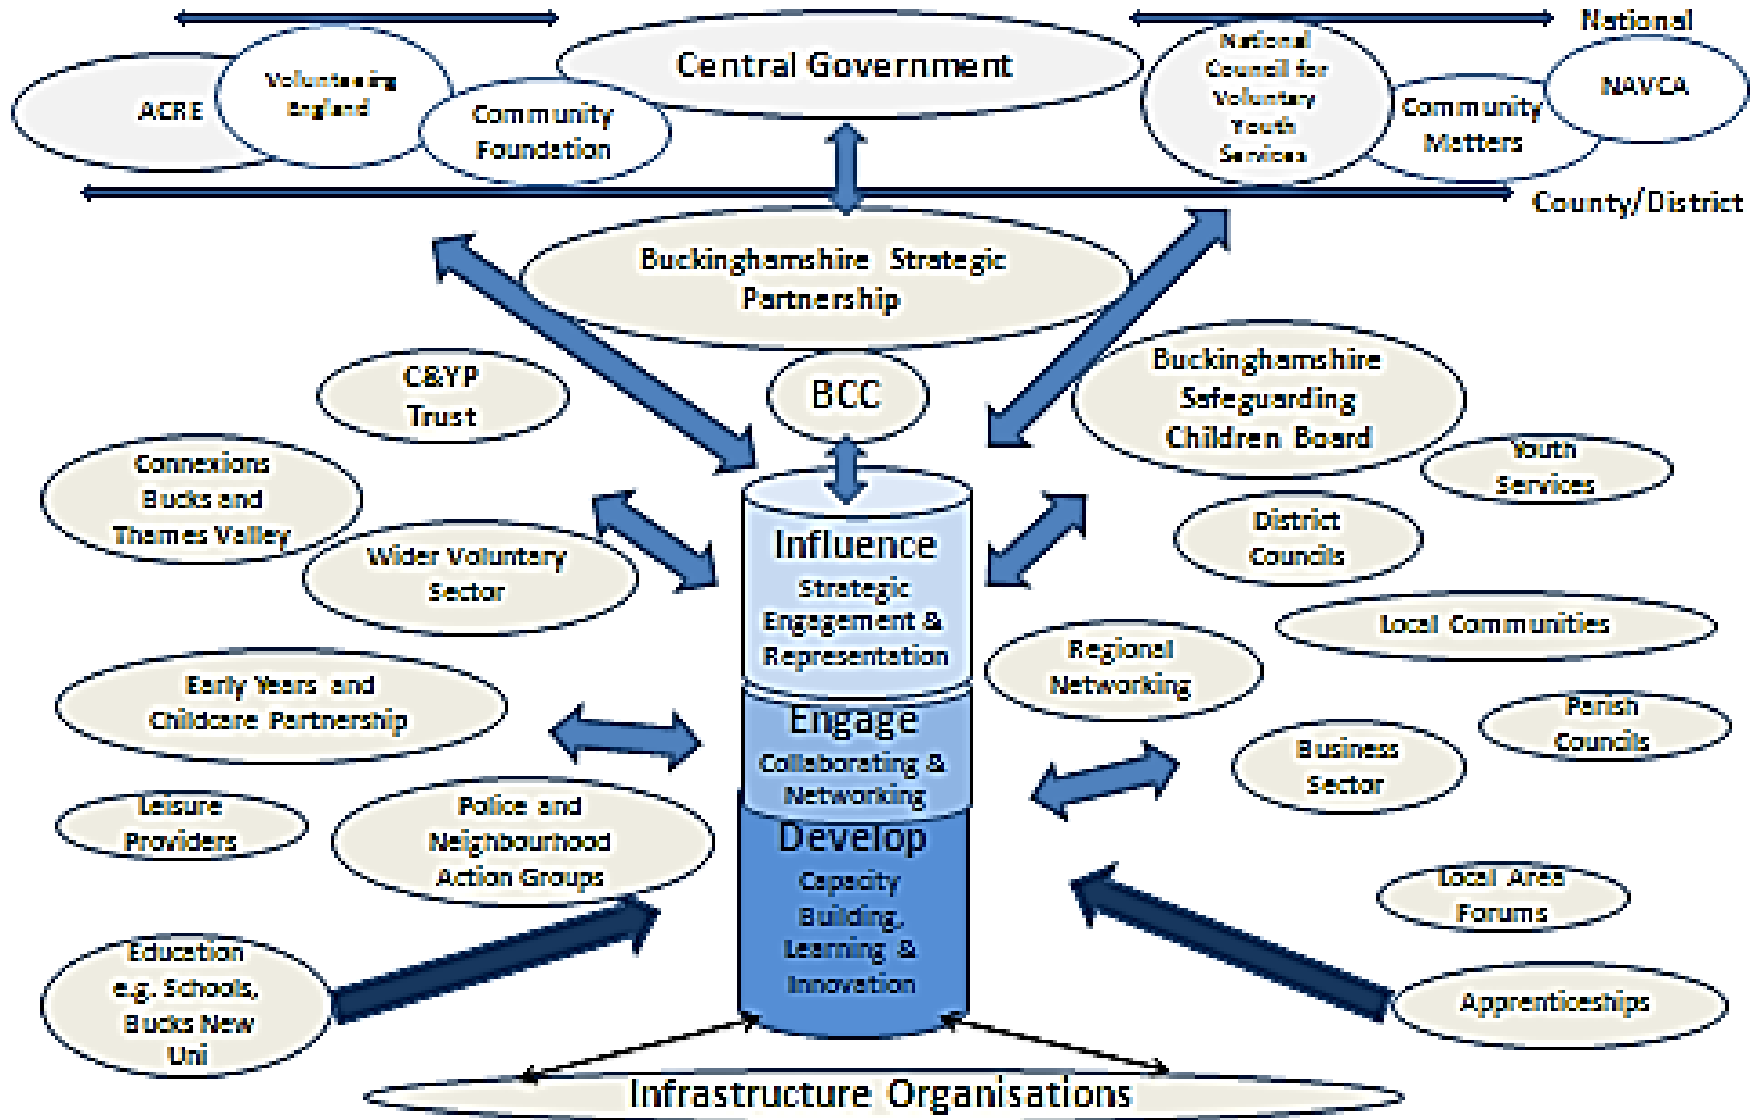 National
ACRE
Volunteering
England
Community
Foundation
Central Government
National
Council for
Voluntary
Youth
Services
Community
Matters
NAVCA
County/District
Buckinghamshire Strategic
Partnership
C&YP
Trust
BCC
Buckinghamshire
Safeguarding
Children Board
Connexions
Bucks and
Thames Valley
Youth
Services
Wider Voluntary
Sector
District
Councils
Influence
Strategic
Engagement &
Representation
Local Communities
Regional
Networking
Early Years and
Childcare Partnership
Engage
Collaborating &
Networking
Parish
Councils
Business
Sector
Leisure
Providers
Police and
Neighbourhood
Action Groups
Develop
Capacity
Building,
Learning &
Innovation
Local Area
Forums
Education
e.g. Schools,
Bucks New
Uni
Apprenticeships
Infrastructure Organisations